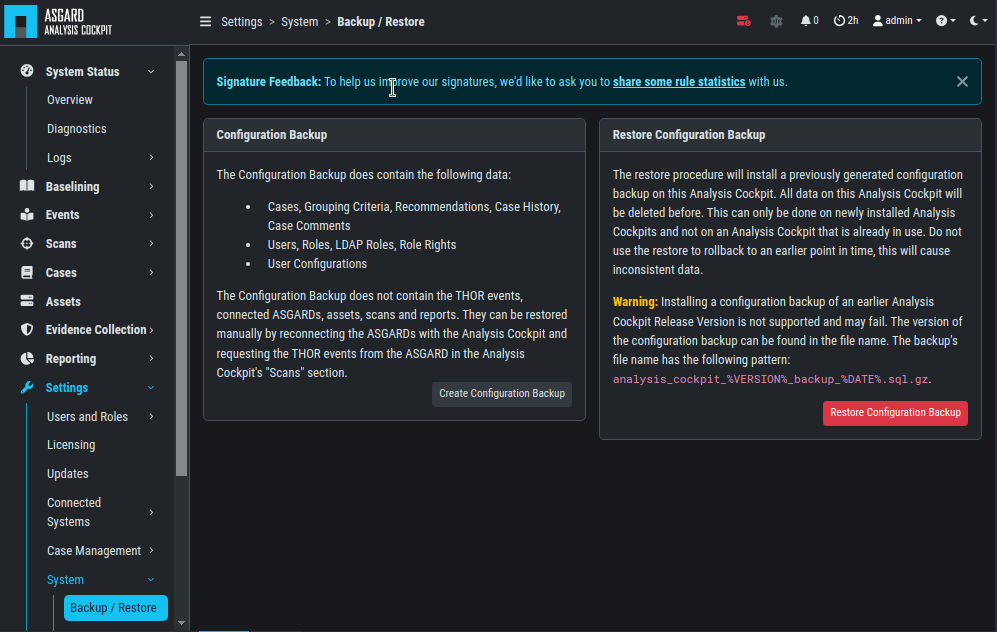 ASGARD
ANALYSIS COCKPIT
Settings > System > Backup / Restore
0
2h
admin
System Status
Overview
Diagnostics
Logs
Baselining
Events
Scans
Cases
Assets
Evidence Collection
Reporting
Settings
Users and Roles
Licensing
Updates
Connected
Systems
Case Management
System
Backup / Restore
Signature Feedback: To help us improve our signatures, we'd like to ask you to share some rule statistics with us.
Configuration Backup
The Configuration Backup does contain the following data:
• Cases, Grouping Criteria, Recommendations, Case History,
Case Comments
• Users, Roles, LDAP Roles, Role Rights
• User Configurations
The Configuration Backup does not contain the THOR events,
connected ASGARDs, assets, scans and reports. They can be restored
manually by reconnecting the ASGARDs with the Analysis Cockpit and
requesting the THOR events from the ASGARD in the Analysis
Cockpit's "Scans" section.
Create Configuration Backup
Restore Configuration Backup
The restore procedure will install a previously generated configuration
backup on this Analysis Cockpit. All data on this Analysis Cockpit will
be deleted before. This can only be done on newly installed Analysis
Cockpits and not on an Analysis Cockpit that is already in use. Do not
use the restore to rollback to an earlier point in time, this will cause
inconsistent data.
Warning: Installing a configuration backup of an earlier Analysis
Cockpit Release Version is not supported and may fail. The version of
the configuration backup can be found in the file name. The backup's
file name has the following pattern:
analysis_cockpit_%VERSION%_backup_%DATE%.sql.gz.
Restore Configuration Backup